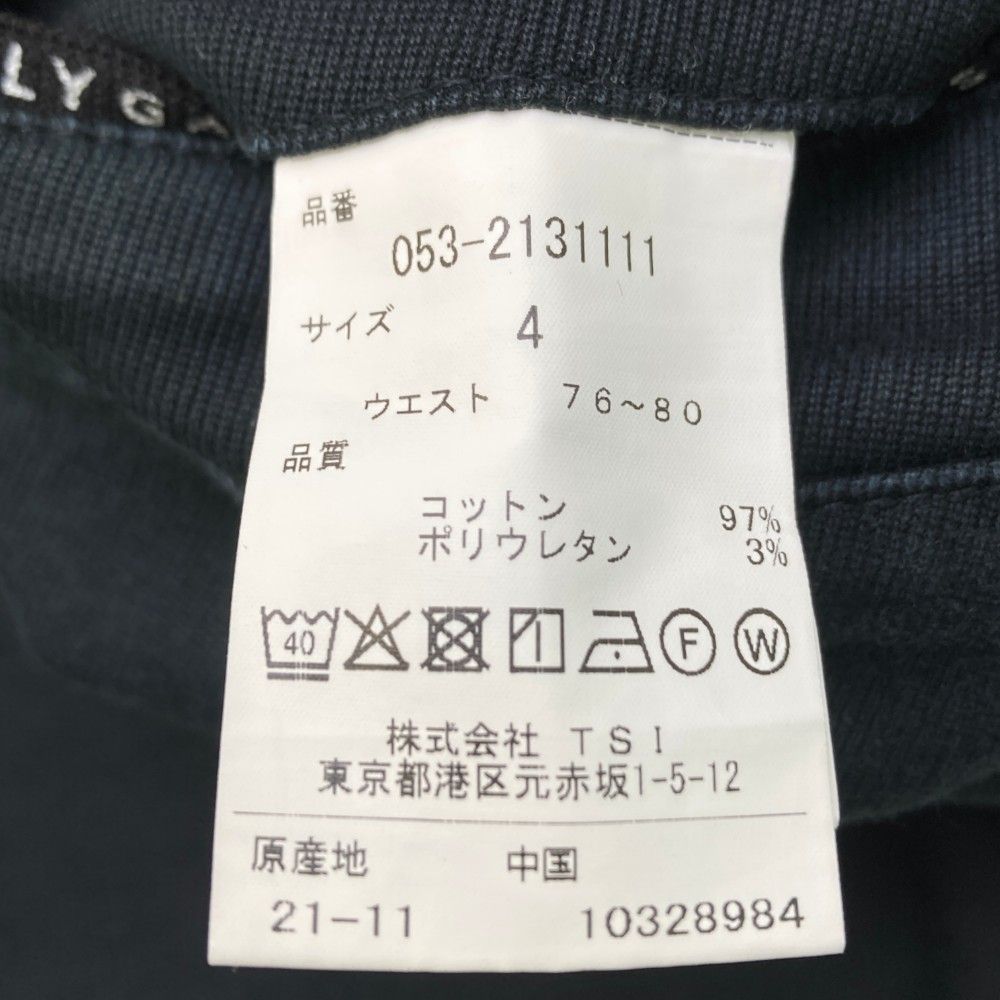 LYG
品番
053-2131111
サイズ 4
ウエスト 76~80
品質
コットン 97%
ポリウレタン 3%
40 F W
株式会社 TSI
東京都港区元赤坂1-5-12
原産地 中国
21-11 10328984